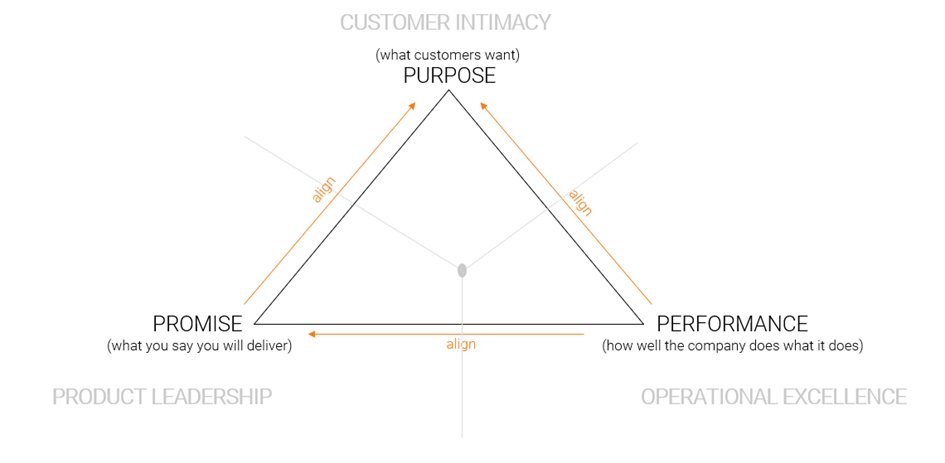 CUSTOMER INTIMACY
(what customers want)
PURPOSE
align
align
PROMISE
(what you say you will deliver)
PERFORMANCE
(how well the company does what it does)
align
PRODUCT LEADERSHIP
OPERATIONAL EXCELLENCE